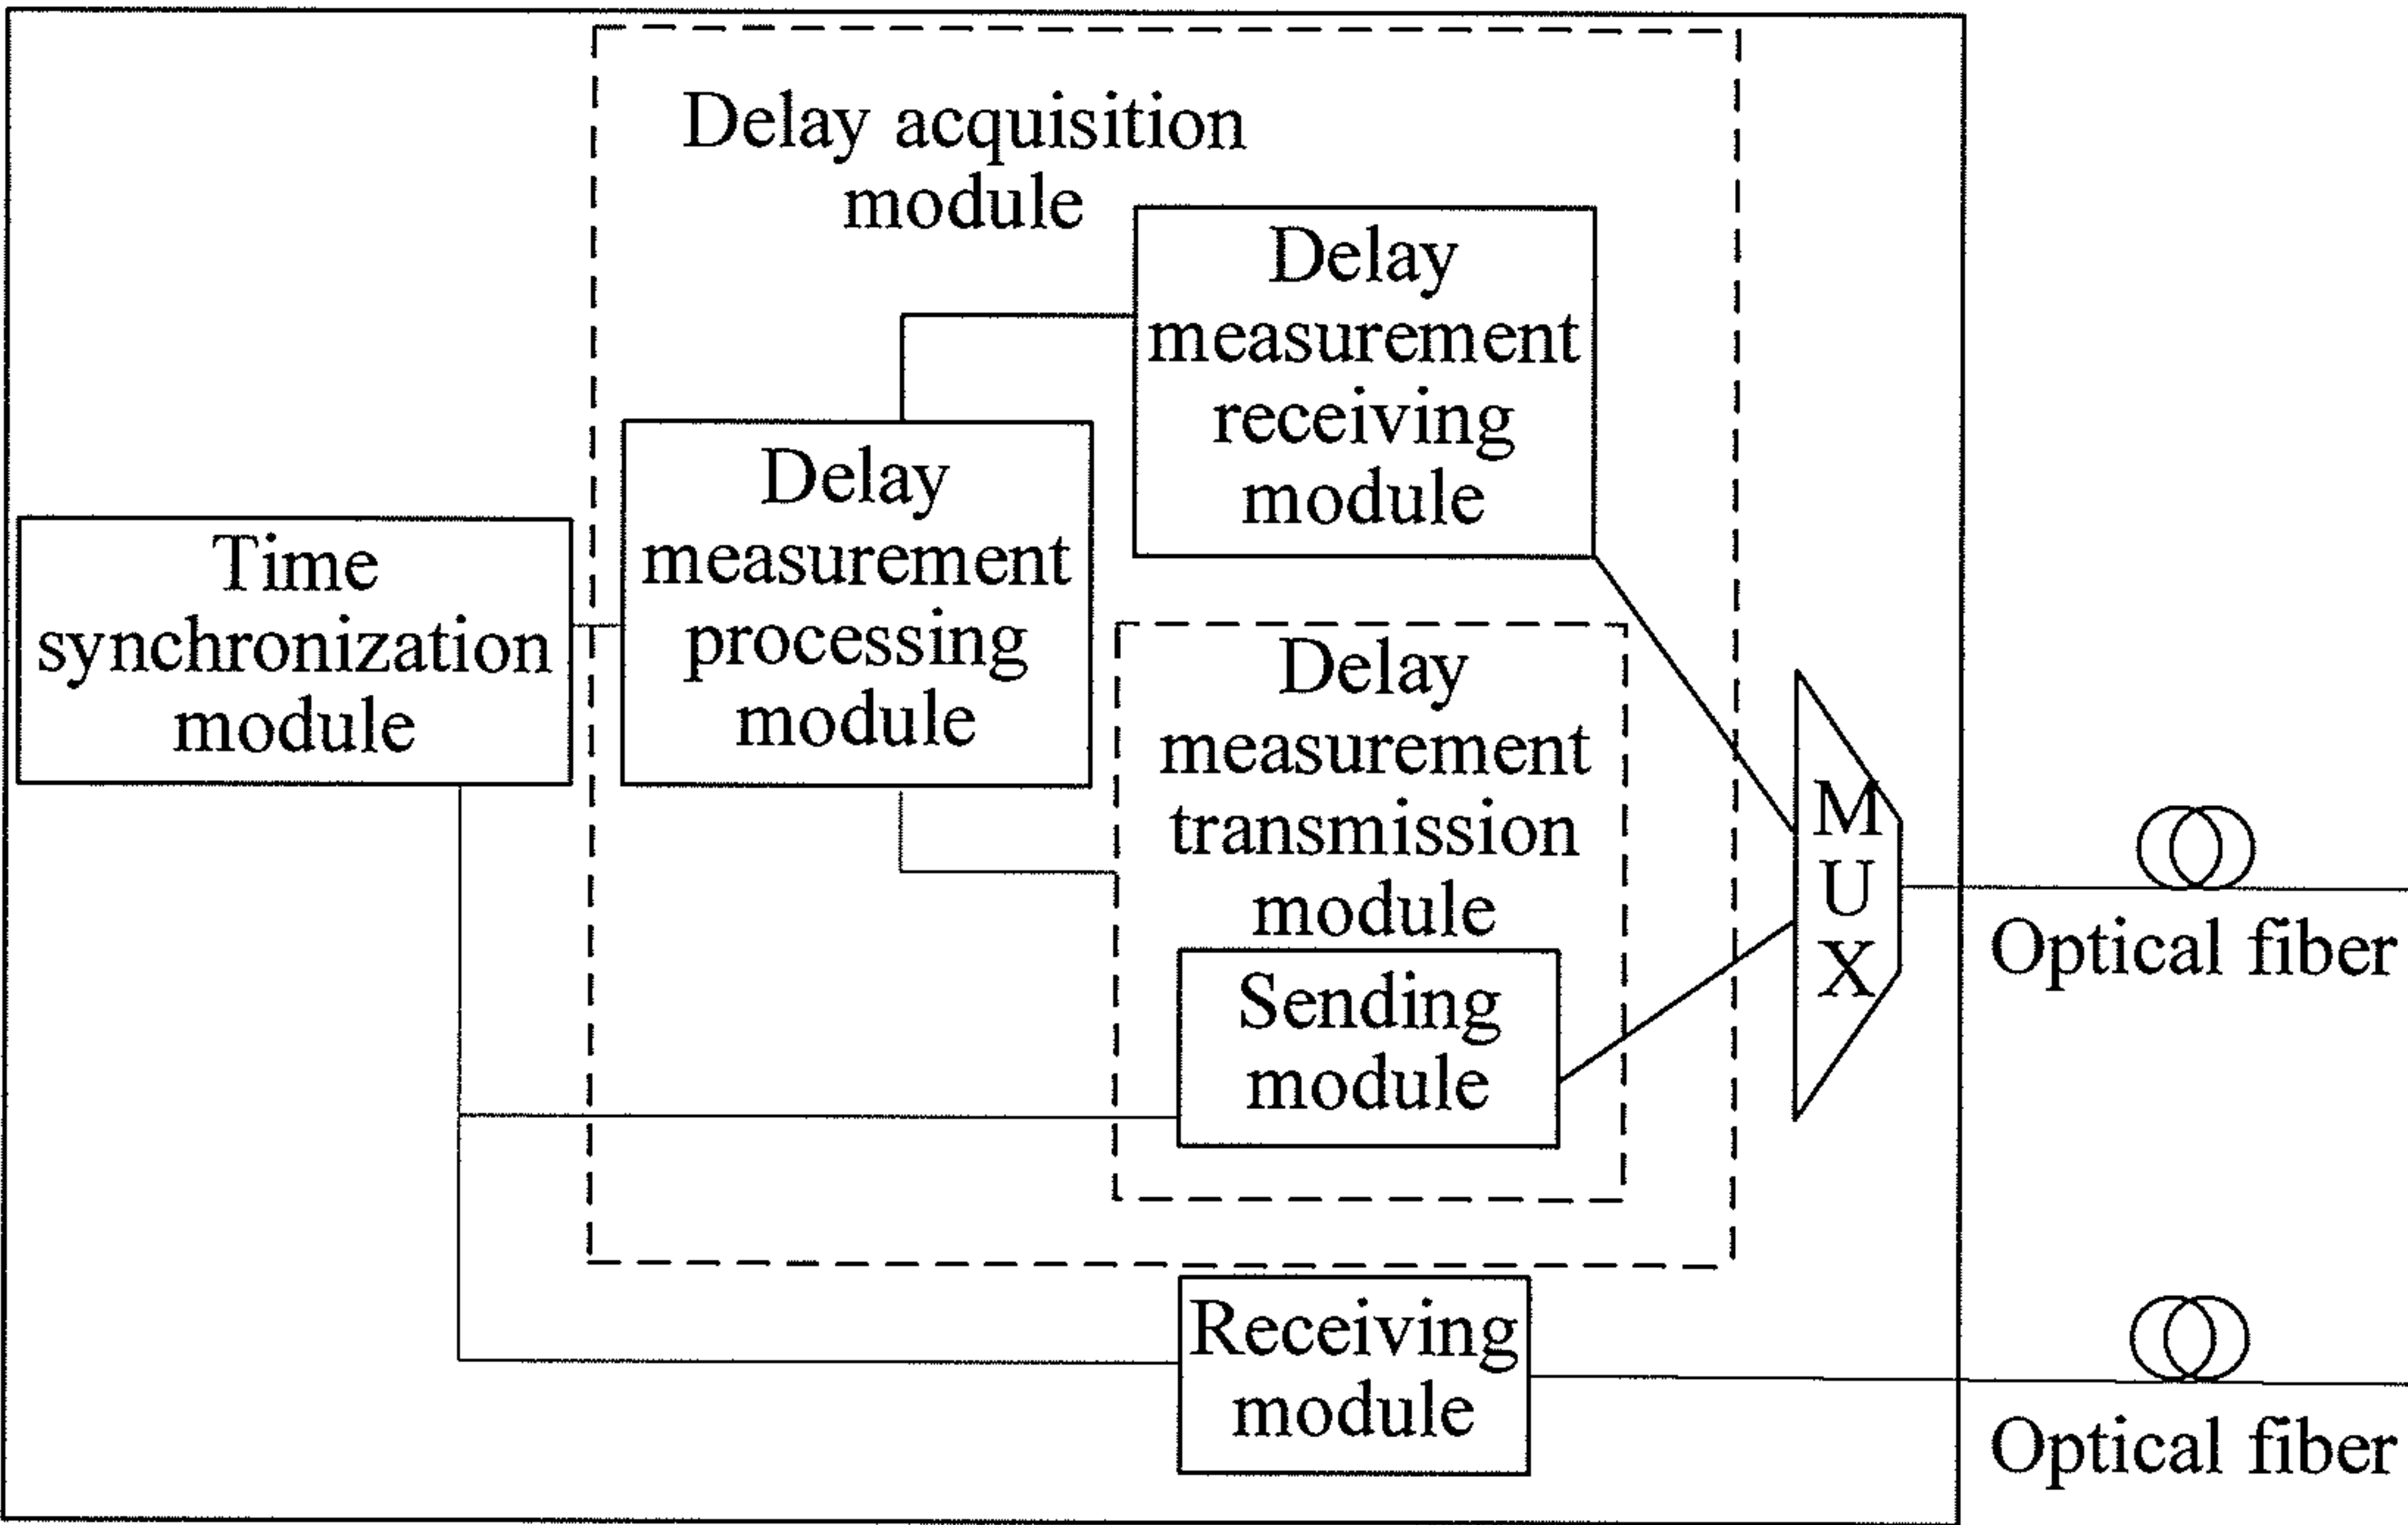 Delay acquisition
module
Delay
measurement
receiving
module
Delay
measurement
processing
module
Time
synchronization
module
Delay
measurement
transmission
module
Sending
module
M
U
X
Optical fiber
Receiving
module
Optical fiber